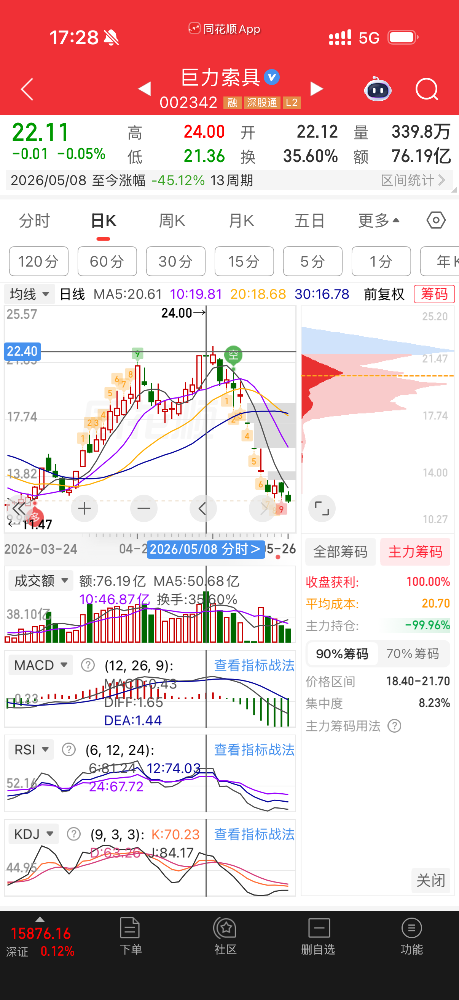 17:28
同花顺App
5G
巨力索具
002342 融 深股通 L2
22.11 高 24.00 开 22.12 量 339.8万
-0.01 -0.05% 低 21.36 换 35.60% 额 76.19亿
2026/05/08 至今涨幅 -45.12% 13周期 区间统计
分时 日K 周K 月K 五日 更多
120分 60分 30分 15分 5分 1分 年K
均线 日线 MA5:20.61 10:19.81 20:18.68 30:16.78 前复权 筹码
25.57
24.00→
25.20
22.40
9
空
21.47
6 8
7
5
1
17.74
4
2 3
2 3
17.74
1
4
5
13.82
6
14.00
7
8 9
多
←11.47
10.27
2026-03-24 04-2 2026/05/08 分时> 5-26
全部筹码 主力筹码
成交额 额:76.19亿 MA5:50.68亿
10:46.87亿 换手:35.60%
38.10亿
收盘获利: 100.00%
平均成本: 20.70
主力持仓: -99.96%
90%筹码 70%筹码
MACD (12, 26, 9): 查看指标战法
MACD:0.43
-0.23 DIFF:1.65
DEA:1.44
价格区间 18.40-21.70
集中度 8.23%
主力筹码用法
RSI (6, 12, 24): 查看指标战法
6:81.24 12:74.03
52.16 24:67.72
KDJ (9, 3, 3): K:70.23 查看指标战法
D:63.26 J:84.17
44.95
关闭
15876.16
深证 0.12%
下单
社区
删自选
功能